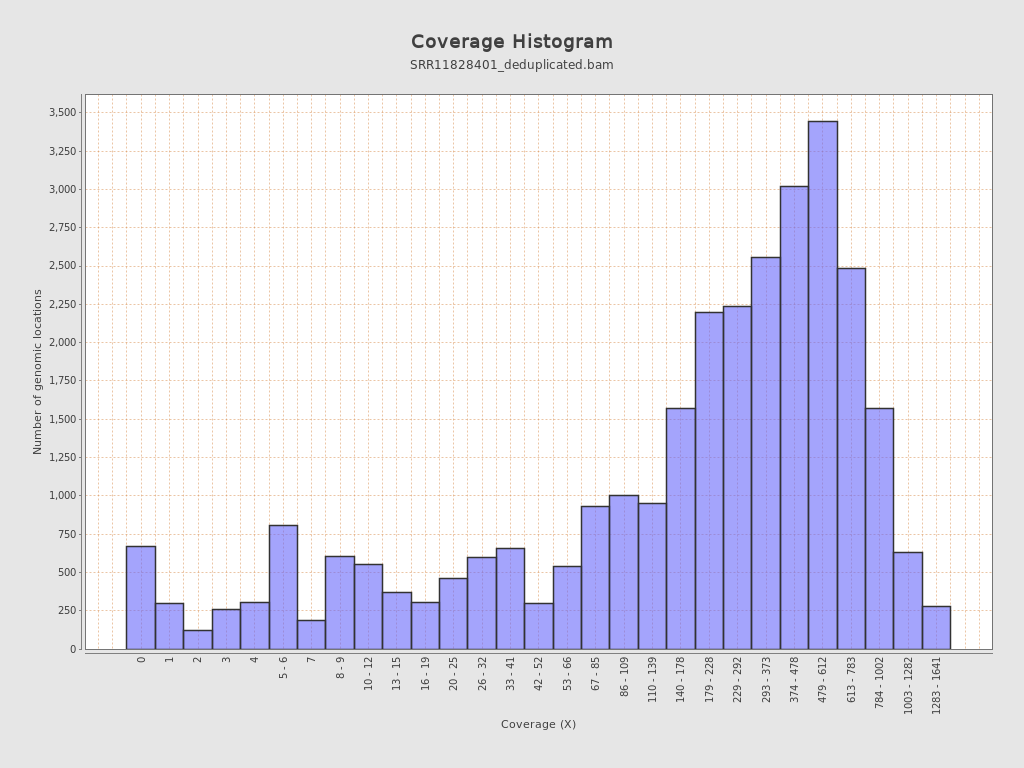 Coverage Histogram
SRR11828401_deduplicated.bam
Number of genomic locations
3,500
3,250
3,000
2,750
2,500
2,250
2,000
1,750
1,500
1,250
1,000
750
500
250
0
0
1
2
3
4
5 - 6
7
8 - 9
10 - 12
13 - 15
16 - 19
20 - 25
26 - 32
33 - 41
42 - 52
53 - 66
67 - 85
86 - 109
110 - 139
140 - 178
179 - 228
229 - 292
293 - 373
374 - 478
479 - 612
613 - 783
784 - 1002
1003 - 1282
1283 - 1641
Coverage (X)